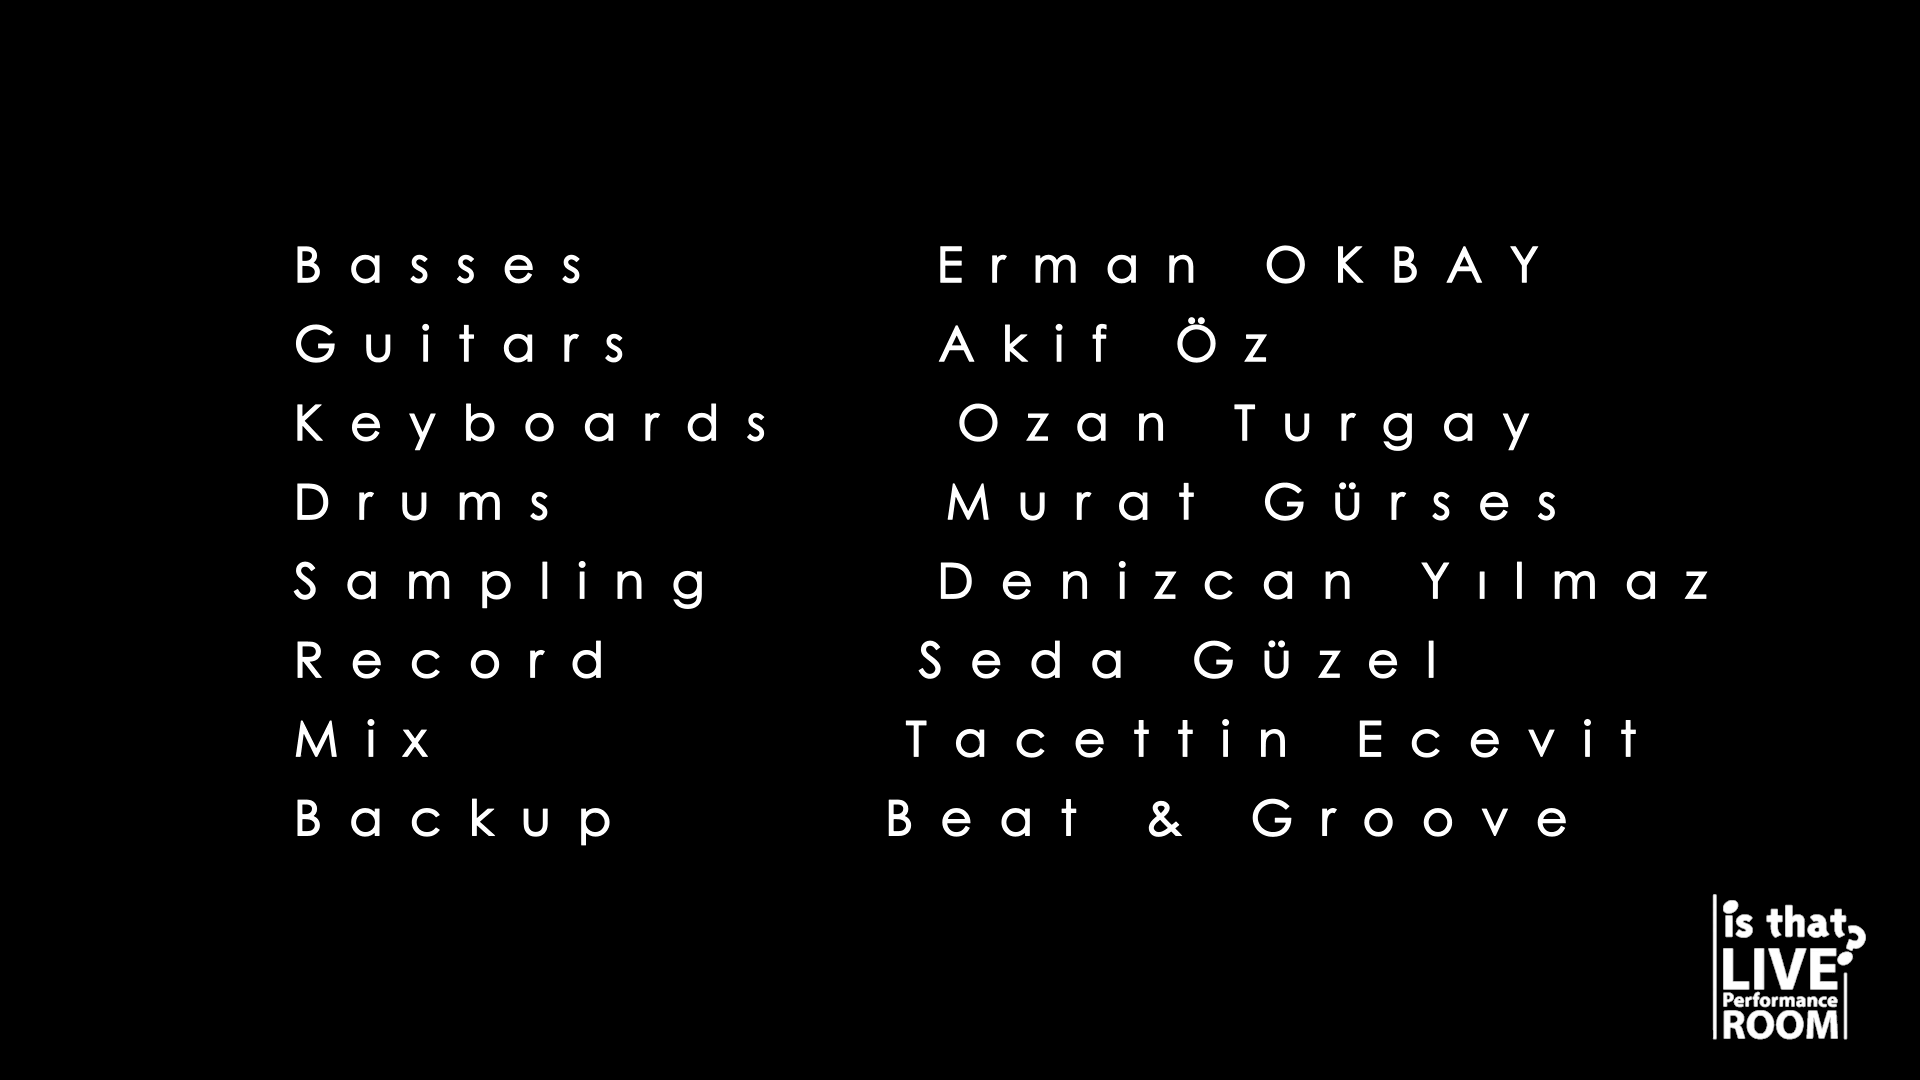 Basses Erman OKBAY
Guitars Akif Öz
Keyboards Ozan Turgay
Drums Murat Gürses
Sampling Denizcan Yılmaz
Record Seda Güzel
Mix Tacettin Ecevit
Backup Beat & Groove
is that?
LIVE
Performance
ROOM